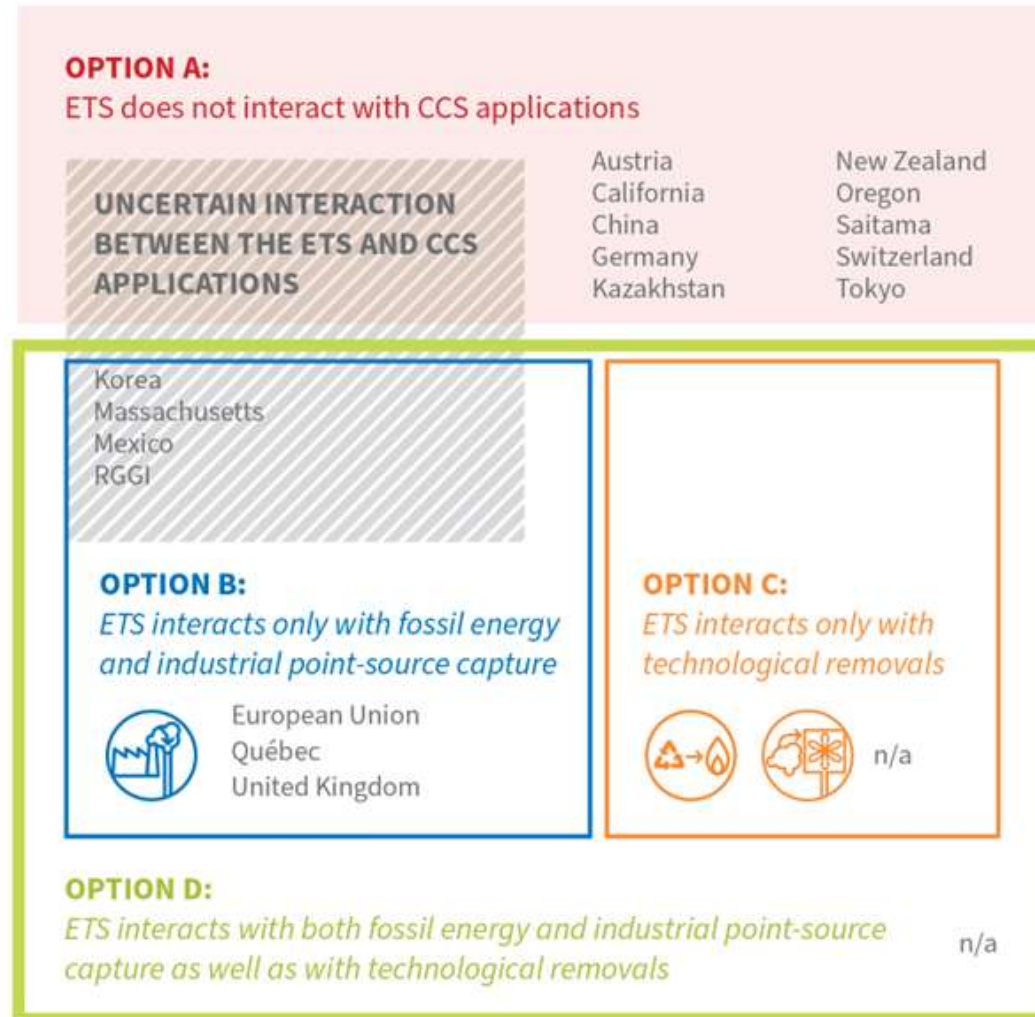 OPTION A:
ETS does not interact with CCS applications
UNCERTAIN INTERACTION
BETWEEN THE ETS AND CCS
APPLICATIONS
Austria
California
China
Germany
Kazakhstan
New Zealand
Oregon
Saitama
Switzerland
Tokyo
Korea
Massachusetts
Mexico
RGGI
OPTION B:
ETS interacts only with fossil energy
and industrial point-source capture
European Union
Québec
United Kingdom
OPTION C:
ETS interacts only with
technological removals
n/a
OPTION D:
ETS interacts with both fossil energy and industrial point-source
capture as well as with technological removals
n/a